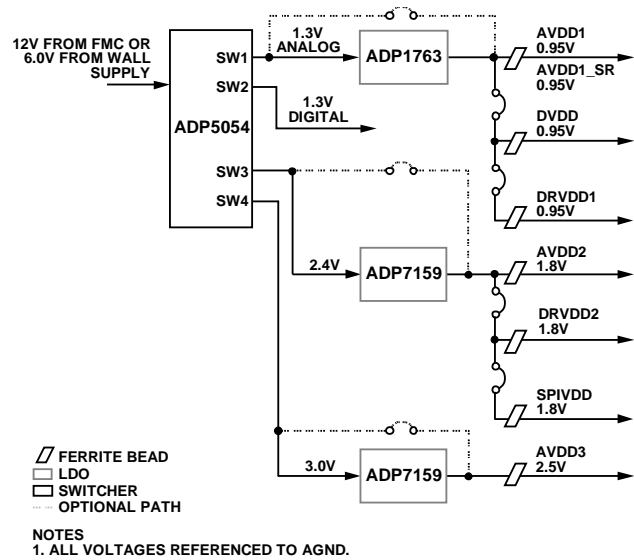 12V FROM FMC OR
6.0V FROM WALL
SUPPLY
ADP5054
SW1
SW2
SW3
SW4
1.3V
ANALOG
1.3V
DIGITAL
2.4V
3.0V
ADP1763
ADP7159
ADP7159
AVDD1
0.95V
AVDD1_SR
0.95V
DVDD
0.95V
DRVDD1
0.95V
AVDD2
1.8V
DRVDD2
1.8V
SPIVDD
1.8V
AVDD3
2.5V
FERRITE BEAD
LDO
SWITCHER
OPTIONAL PATH
NOTES
1. ALL VOLTAGES REFERENCED TO AGND.